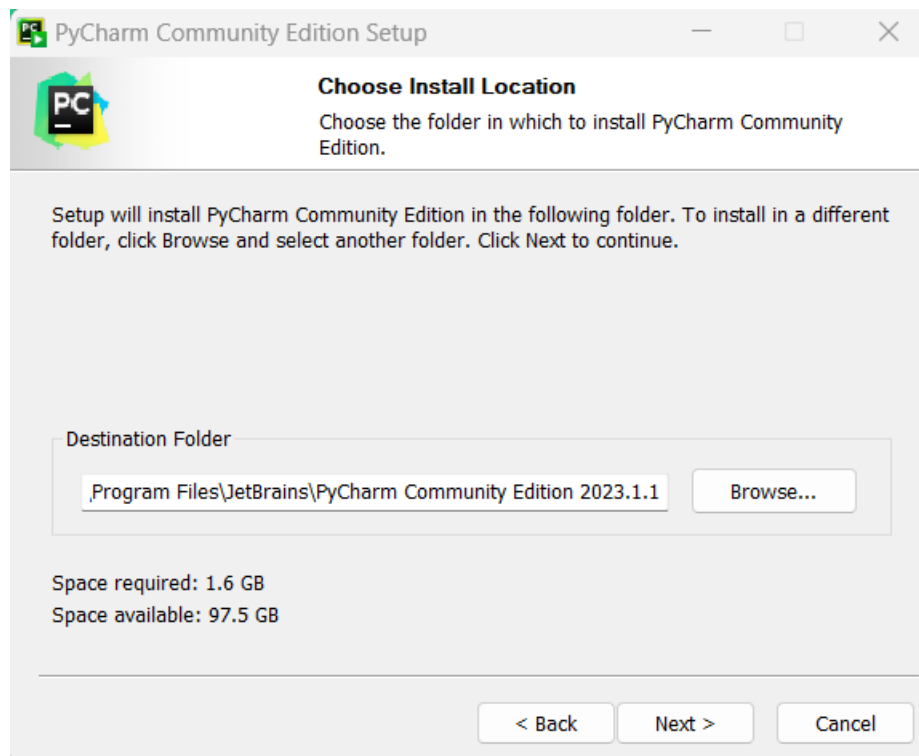 PyCharm Community Edition Setup
PC
Choose Install Location
Choose the folder in which to install PyCharm Community
Edition.
Setup will install PyCharm Community Edition in the following folder. To install in a different
folder, click Browse and select another folder. Click Next to continue.
Destination Folder
Program Files\JetBrains\PyCharm Community Edition 2023.1.1
Browse...
Space required: 1.6 GB
Space available: 97.5 GB
< Back
Next >
Cancel